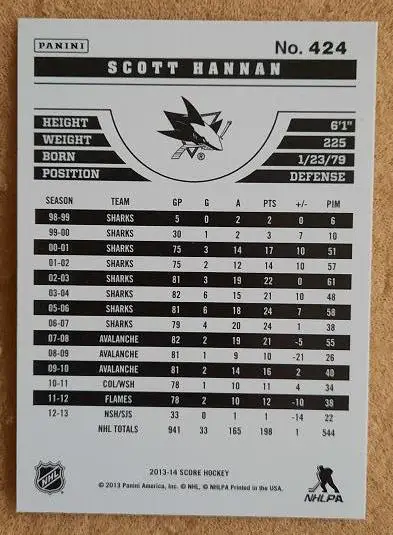 PANINI No. 424
SCOTT HANNAN
HEIGHT 6'1"
WEIGHT 225
BORN 1/23/79
POSITION DEFENSE
SEASON TEAM GP G A PTS +/- PIM
98-99 SHARKS 5 0 2 2 0 6
99-00 SHARKS 30 1 2 3 7 10
00-01 SHARKS 75 3 14 17 10 51
01-02 SHARKS 75 2 12 14 10 57
02-03 SHARKS 81 3 19 22 0 61
03-04 SHARKS 82 6 15 21 10 48
05-06 SHARKS 81 6 18 24 7 58
06-07 SHARKS 79 4 20 24 1 38
07-08 AVALANCHE 82 2 19 21 -5 55
08-09 AVALANCHE 81 1 9 10 -21 26
09-10 AVALANCHE 81 2 14 16 2 40
10-11 COL/WSH 78 1 10 11 4 34
11-12 FLAMES 78 2 10 12 -10 38
12-13 NSH/SJS 33 0 1 1 -14 22
NHL TOTALS 941 33 165 198 1 544
2013-14 SCORE HOCKEY
© 2013 Panini America, Inc. © NHL. © NHLPA Printed in the USA.
NHL
NHLPA